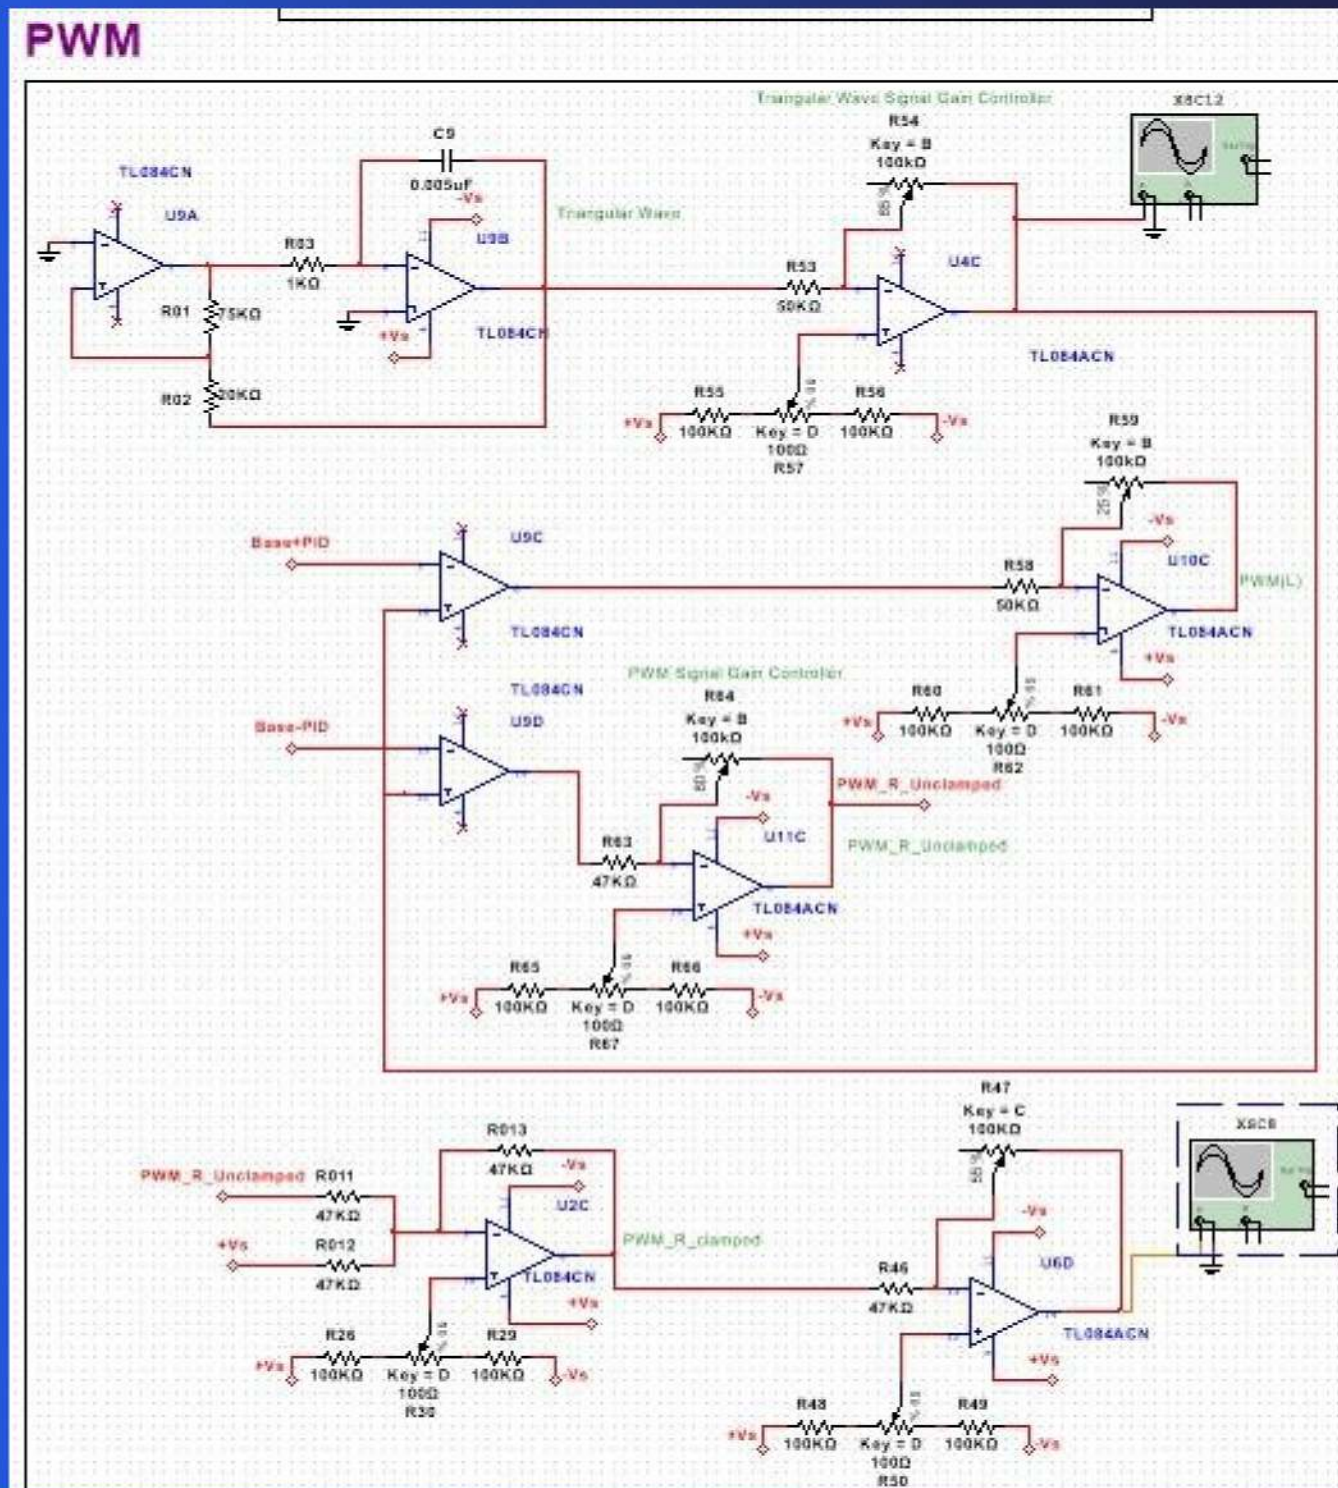 PWM
Triangular Wave Signal Gain Controller
XSC12
R54
Key = B
100kΩ
C9
0.005uF
TL084CN
U9A
-Vs
U9B
Triangular Wave
R03
1KΩ
R53
50KΩ
U4C
R01
75KΩ
+Vs
TL084CN
TL084ACN
R02
20KΩ
R55
R56
+Vs
100KΩ
Key = D
100KΩ
-Vs
100Ω
R57
R59
Key = B
100kΩ
-Vs
Base+PID
U9C
U10C
R58
50KΩ
PWM(L)
TL084CN
TL084ACN
+Vs
PWM Signal Gain Controller
TL084CN
R64
R60
R61
Base-PID
U9D
Key = B
100kΩ
+Vs
100KΩ
Key = D
100KΩ
-Vs
100Ω
R62
PWM_R_Unclamped
-Vs
U11C
R63
47KΩ
PWM_R_Unclamped
TL084ACN
+Vs
R65
R66
+Vs
100KΩ
Key = D
100KΩ
-Vs
100Ω
R67
R47
Key = C
100KΩ
XSC8
R013
47KΩ
-Vs
PWM_R_Unclamped
R011
47KΩ
U2C
PWM_R_clamped
-Vs
+Vs
R012
47KΩ
TL084CN
R46
47KΩ
U6D
+Vs
TL084ACN
R26
R29
+Vs
100KΩ
Key = D
100KΩ
-Vs
100Ω
R30
+Vs
R48
R49
+Vs
100KΩ
Key = D
100KΩ
-Vs
100Ω
R50